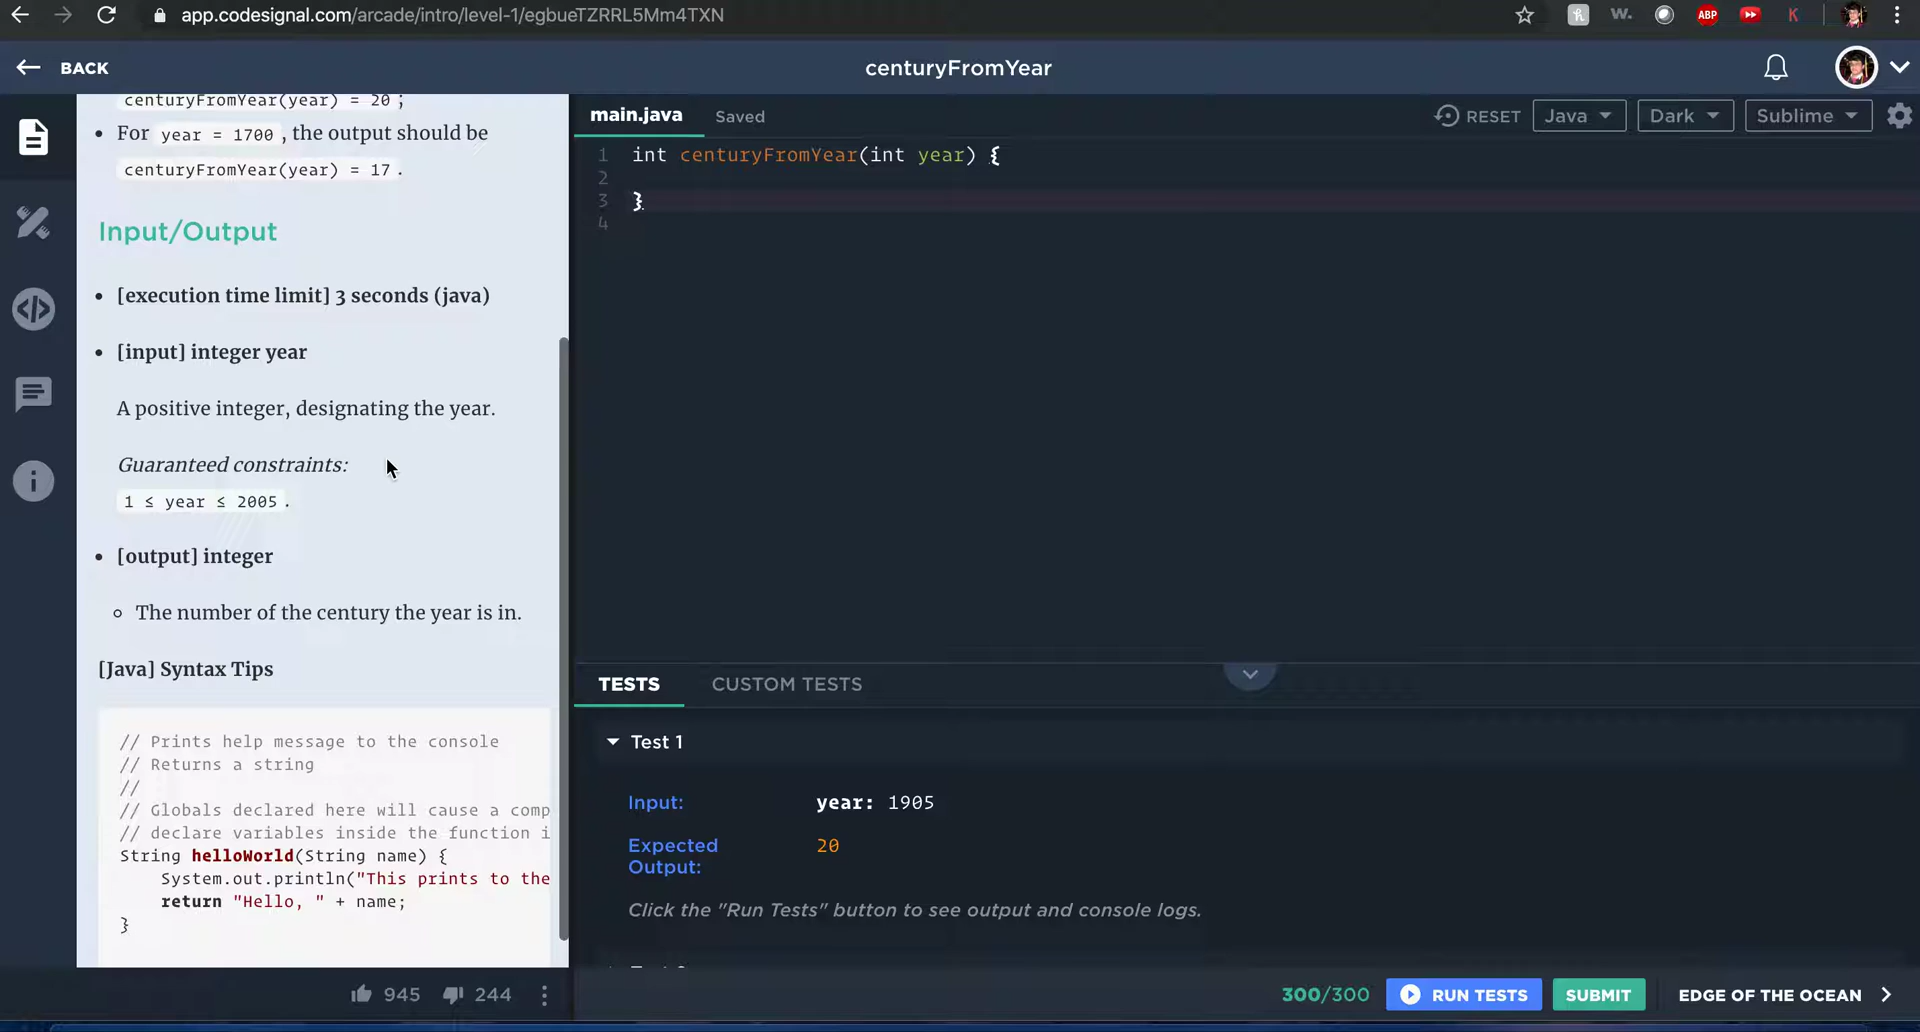 app.codesignal.com/arcade/intro/level-1/egbueTZRRL5Mm4TXN
W.
ABP
K
BACK
centuryFromYear
centuryFromYear(year) = 20 ;
• For year = 1700 , the output should be
centuryFromYear(year) = 17 .
Input/Output
• [execution time limit] 3 seconds (java)
• [input] integer year
A positive integer, designating the year.
Guaranteed constraints:
1 ≤ year ≤ 2005 .
• [output] integer
◦ The number of the century the year is in.
[Java] Syntax Tips
// Prints help message to the console
// Returns a string
//
// Globals declared here will cause a comp
// declare variables inside the function i
String helloWorld(String name) {
System.out.println("This prints to the
return "Hello, " + name;
}
945
244
main.java
Saved
RESET
Java
Dark
Sublime
1 int centuryFromYear(int year) {
2
3 }
4
TESTS
CUSTOM TESTS
Test 1
Input:
year: 1905
Expected
Output:
20
Click the "Run Tests" button to see output and console logs.
300/300
RUN TESTS
SUBMIT
EDGE OF THE OCEAN